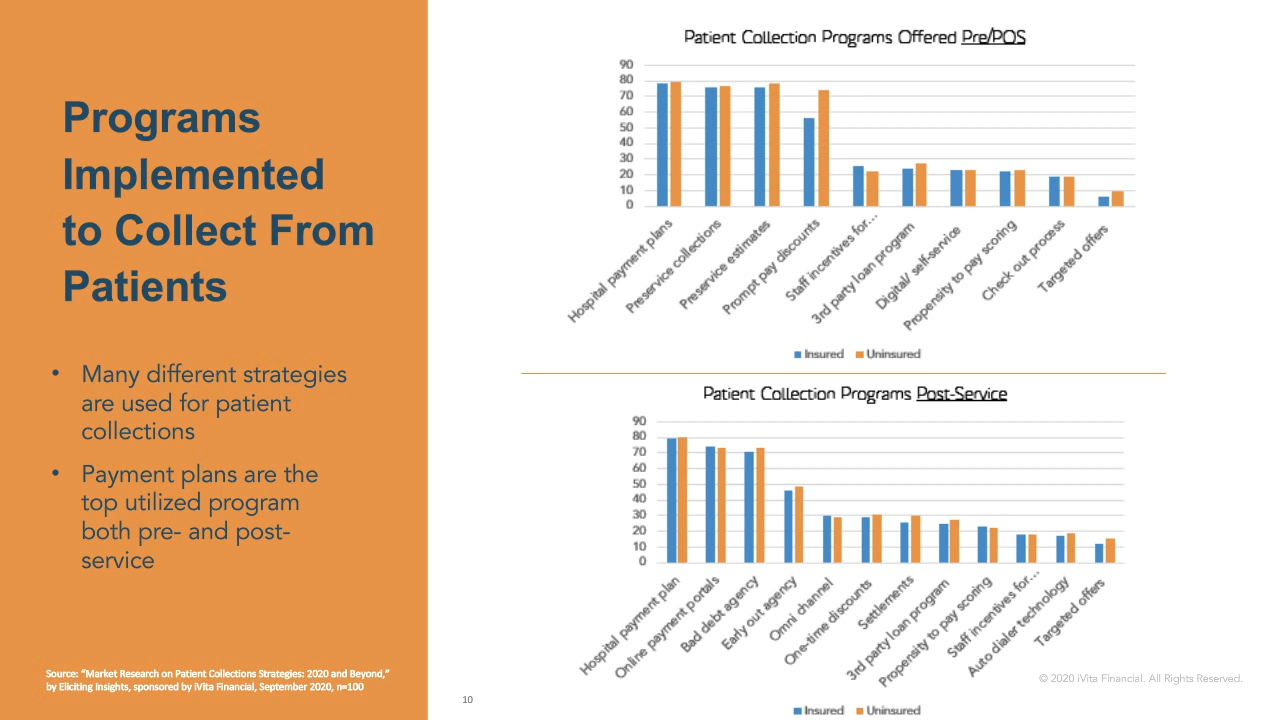 Programs
Implemented
to Collect From
Patients
• Many different strategies
are used for patient
collections
• Payment plans are the
top utilized program
both pre- and post-
service
Source: “Market Research on Patient Collections Strategies: 2020 and Beyond,”
by Eliciting Insights, sponsored by iVita Financial, September 2020, n=100
Patient Collection Programs Offered Pre/POS
90
80
70
60
50
40
30
20
10
0
Hospital payment plans
Preservice collections
Preservice estimates
Prompt pay discounts
Staff incentives for...
3rd party loan program
Digital/ self-service
Propensity to pay scoring
Check out process
Targeted offers
Insured Uninsured
Patient Collection Programs Post-Service
90
80
70
60
50
40
30
20
10
0
Hospital payment plan
Online payment portals
Bad debt agency
Early out agency
Omni channel
One-time discounts
Settlements
3rd party loan program
Propensity to pay scoring
Staff incentives for...
Auto dialer technology
Targeted offers
Insured Uninsured
© 2020 iVita Financial. All Rights Reserved.
10